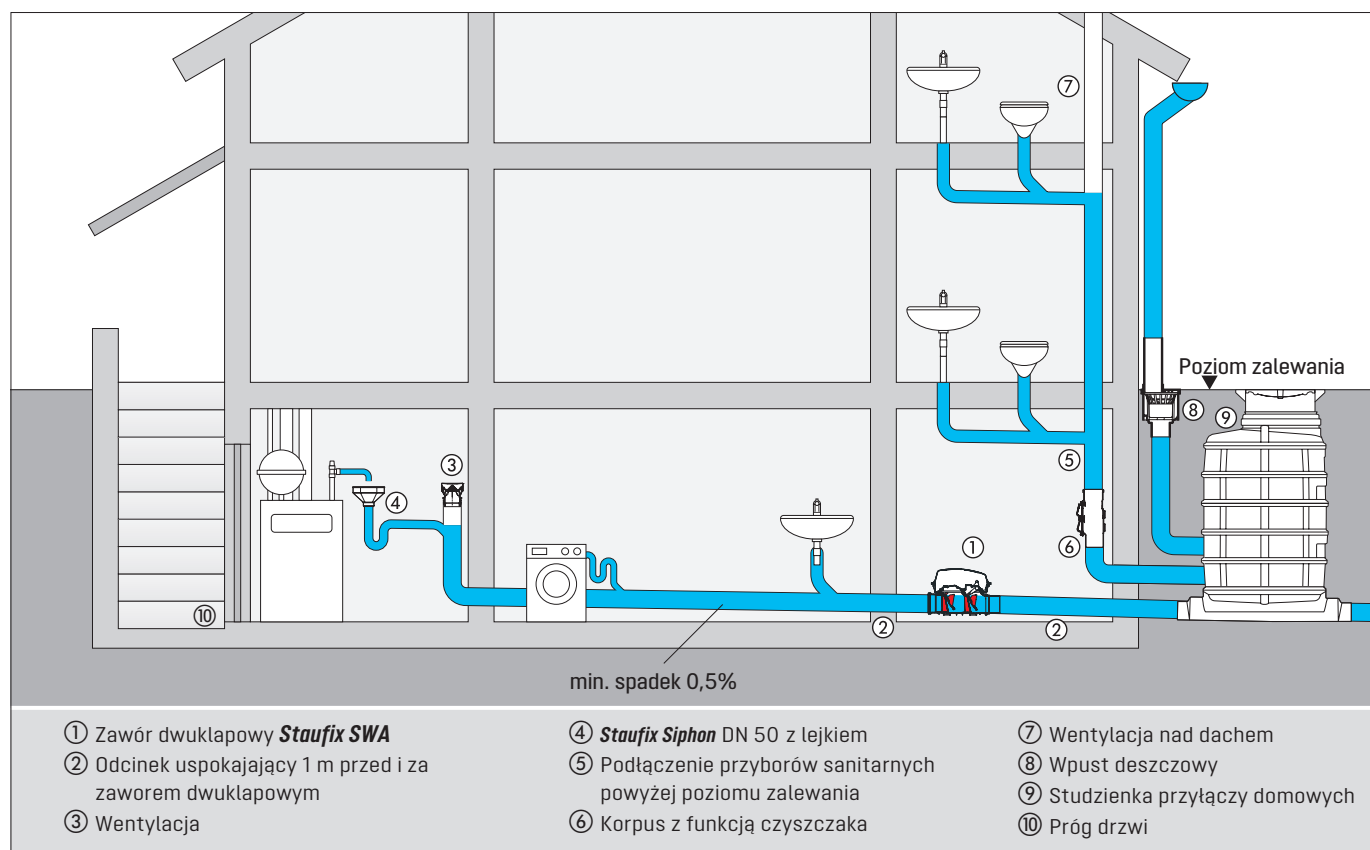 ⑦
Poziom zalewania
⑧
⑨
③
④
⑤
①
⑥
⑩
②
②
min. spadek 0,5%
① Zawór dwuklapowy Staufix SWA
② Odcinek uspokajający 1 m przed i za
zaworem dwuklapowym
③ Wentylacja
④ Staufix Siphon DN 50 z lejkiem
⑤ Podłączenie przyborów sanitarnych
powyżej poziomu zalewania
⑥ Korpus z funkcją czyszczaka
⑦ Wentylacja nad dachem
⑧ Wpust deszczowy
⑨ Studzienka przyłączy domowych
⑩ Próg drzwi